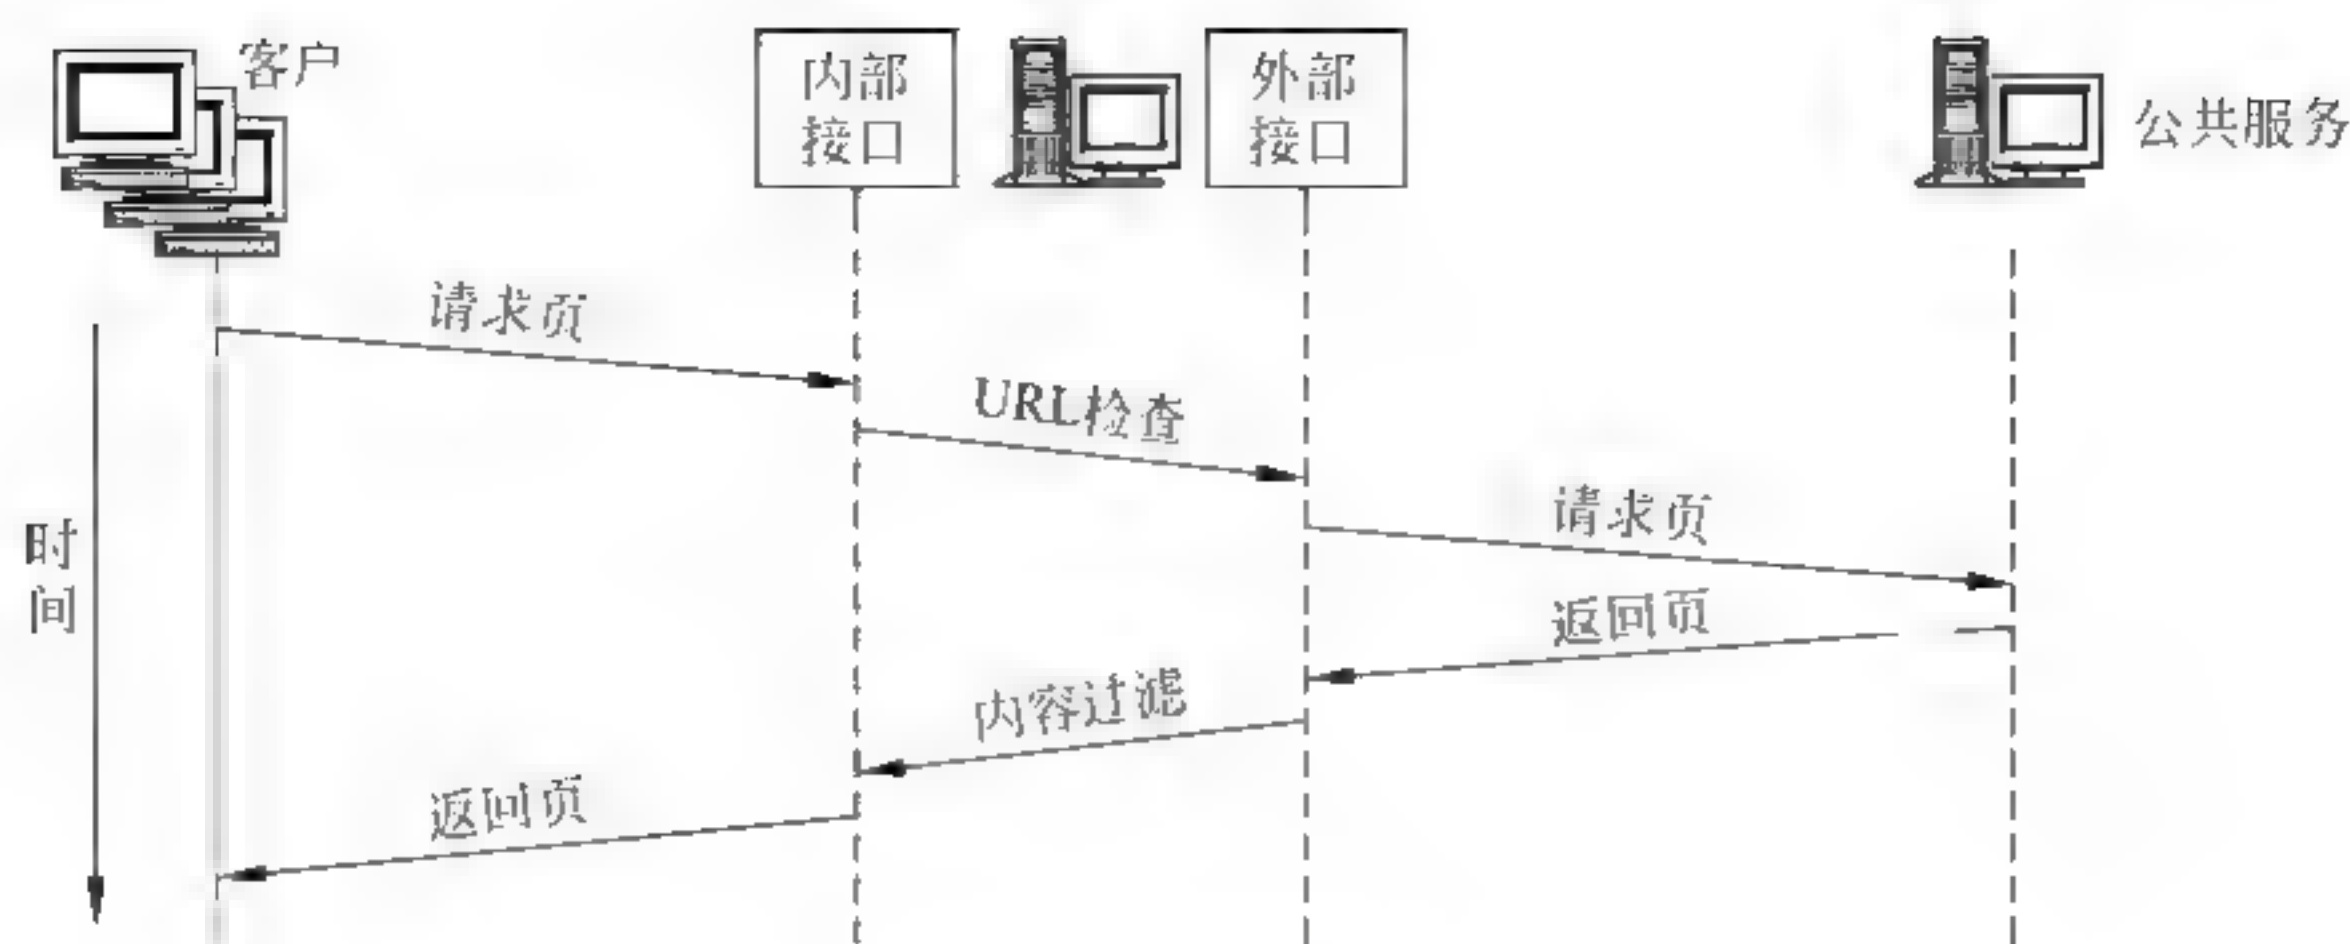 客户
内部
接口
外部
接口
公共服务
请求页
URL检查
请求页
时
间
返回页
内容过滤
返回页